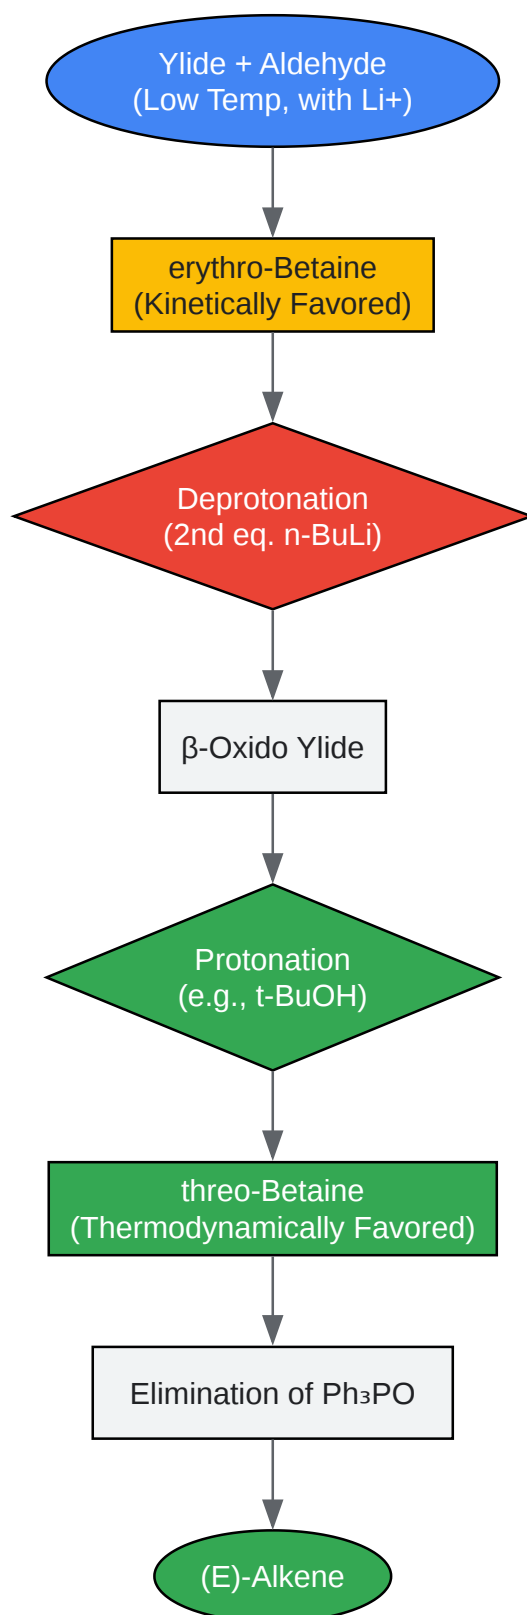 Ylide + Aldehyde
(Low Temp, with Li+)
erythro-Betaine
(Kinetically Favored)
Deprotonation
(2nd eq. n-BuLi)
β-Oxido Ylide
Protonation
(e.g., t-BuOH)
threo-Betaine
(Thermodynamically Favored)
Elimination of Ph₃PO
(E)-Alkene